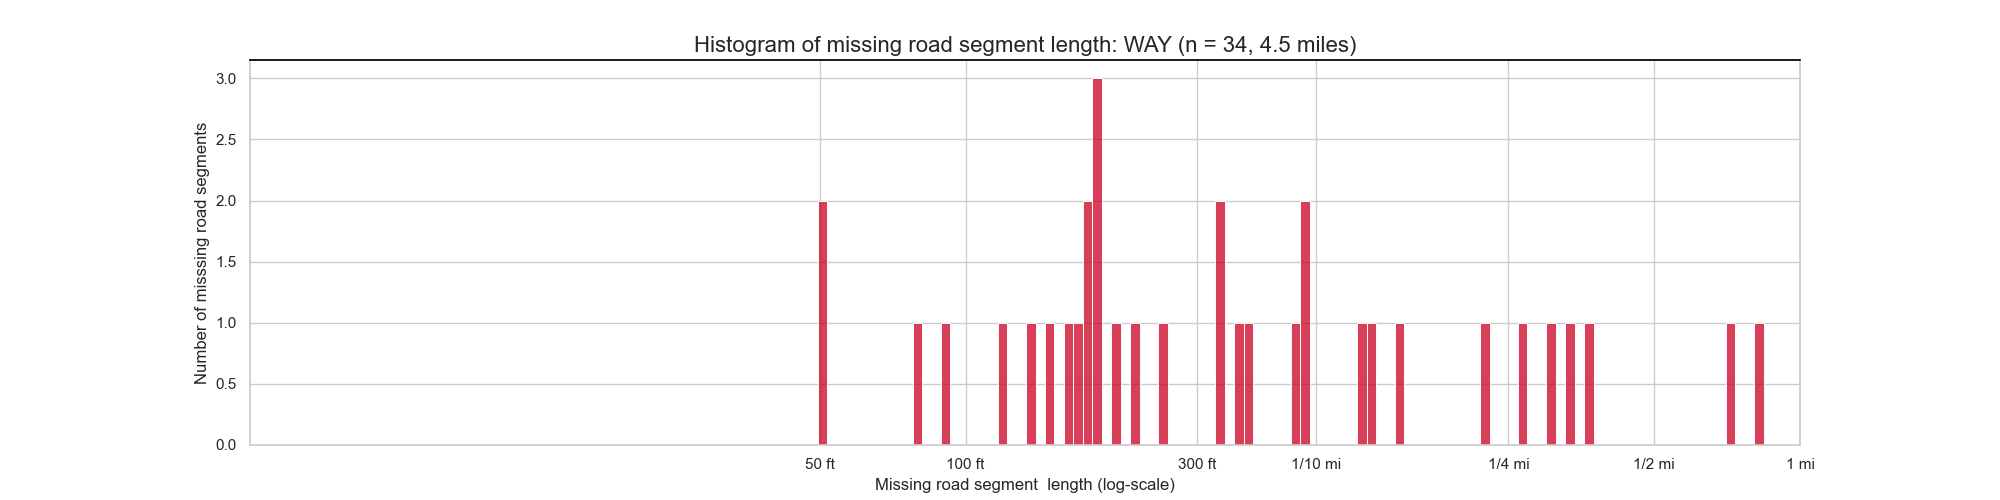 Histogram of missing road segment length: WAY (n = 34, 4.5 miles)
Number of misssing road segments
3.0
2.5
2.0
1.5
1.0
0.5
0.0
50 ft 100 ft 300 ft 1/10 mi 1/4 mi 1/2 mi 1 mi
Missing road segment  length (log-scale)